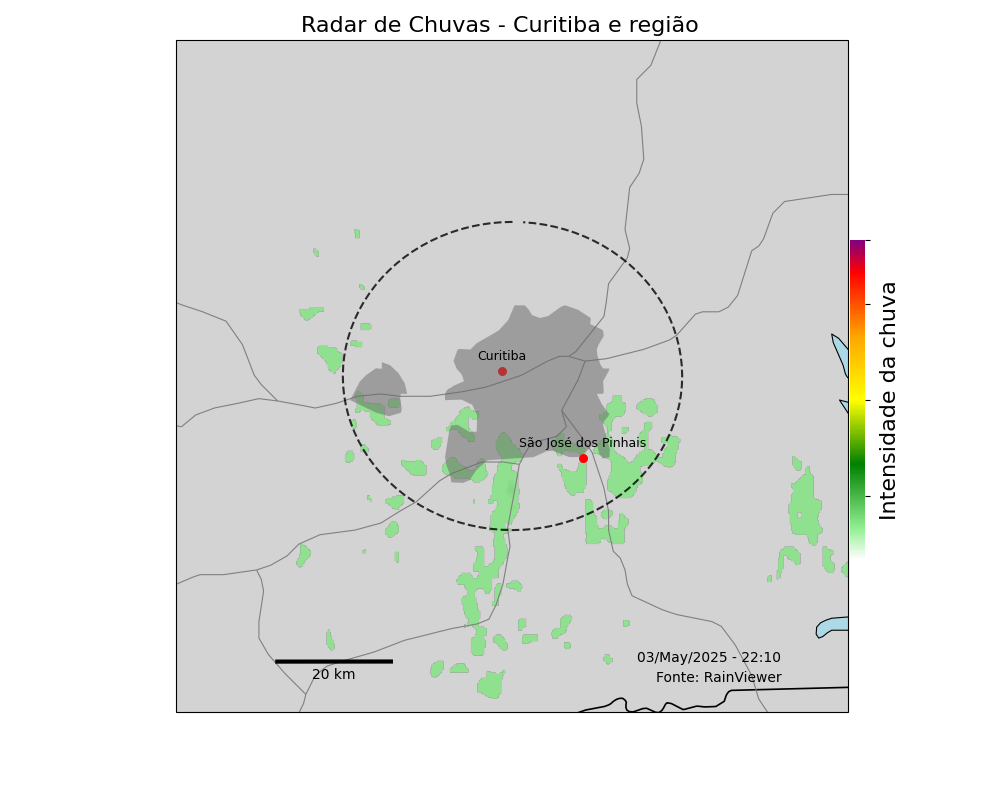 Radar de Chuvas - Curitiba e região
Curitiba
São José dos Pinhais
Intensidade da chuva
03/May/2025 - 22:10
Fonte: RainViewer
20 km